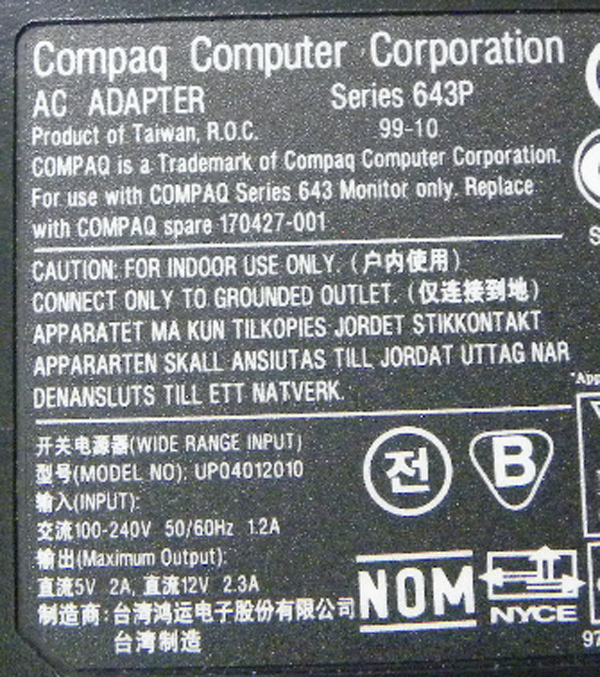 Compaq Computer Corporation
AC ADAPTER Series 643P
Product of Taiwan, R.O.C. 99-10
COMPAQ is a Trademark of Compaq Computer Corporation.
For use with COMPAQ Series 643 Monitor only. Replace
with COMPAQ spare 170427-001
CAUTION: FOR INDOOR USE ONLY. (户内使用)
CONNECT ONLY TO GROUNDED OUTLET. (仅连接到地)
APPARATET MA KUN TILKOPIES JORDET STIKKONTAKT
APPARARTEN SKALL ANSIUTAS TILL JORDAT UTTAG NAR
DENANSLUTS TILL ETT NATVERK.
开关电源器(WIDE RANGE INPUT)
型号(MODEL NO): UP04012010
输入(INPUT):
交流100-240V 50/60Hz 1.2A
输出(Maximum Output):
直流5V 2A, 直流12V 2.3A
制造商: 台湾鸿运电子股份有限公司
台湾制造
전 B
NOM NYCE